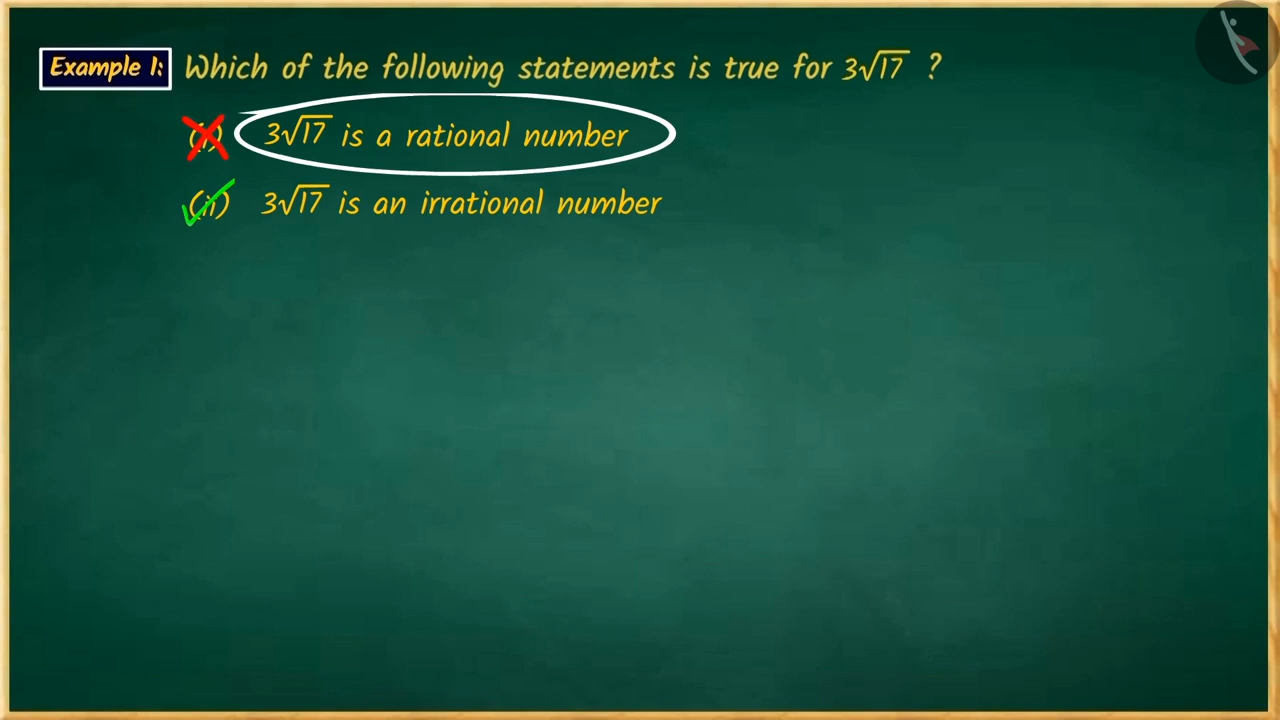 Example 1: Which of the following statements is true for 3√17 ?
(i) 3√17 is a rational number
(ii) 3√17 is an irrational number